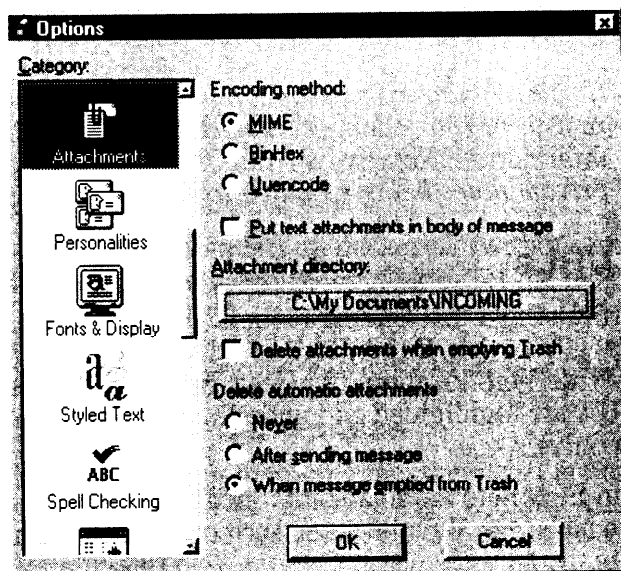 Options
Category:
Attachments
Personalities
Fonts & Display
Styled Text
ABC
Spell Checking
Encoding method:
MIME
BinHex
Uuencode
Put text attachments in body of message
Attachment directory:
C:\My Documents\INCOMING
Delete attachments when emptying Trash
Delete automatic attachments
Never
After sending message
When message emptied from Trash
OK
Cancel